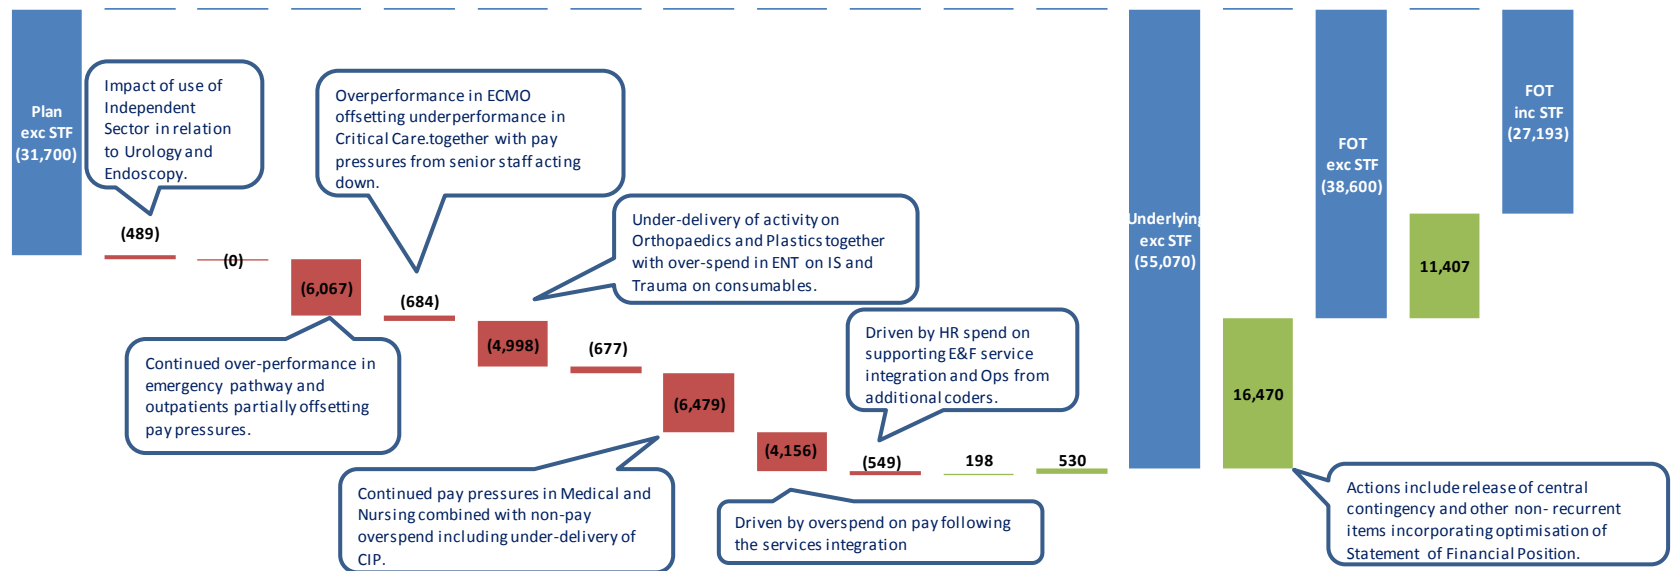 Plan
exc STF
(31,700)
Impact of use of
Independent
Sector in relation
to Urology and
Endoscopy.
(489)
(0)
(6,067)
Continued over-performance in
emergency pathway and
outpatients partially offsetting
pay pressures.
Overperformance in ECMO
offsetting underperformance in
Critical Care.together with pay
pressures from senior staff acting
down.
(684)
Under-delivery of activity on
Orthopaedics and Plastics together
with over-spend in ENT on IS and
Trauma on consumables.
(4,998)
(677)
(6,479)
Continued pay pressures in Medical and
Nursing combined with non-pay
overspend including under-delivery of
CIP.
(4,156)
Driven by overspend on pay following
the services integration
Driven by HR spend on
supporting E&F service
integration and Ops from
additional coders.
(549)
198
530
Underlying
exc STF
(55,070)
16,470
Actions include release of central
contingency and other non- recurrent
items incorporating optimisation of
Statement of Financial Position.
FOT
exc STF
(38,600)
11,407
FOT
inc STF
(27,193)